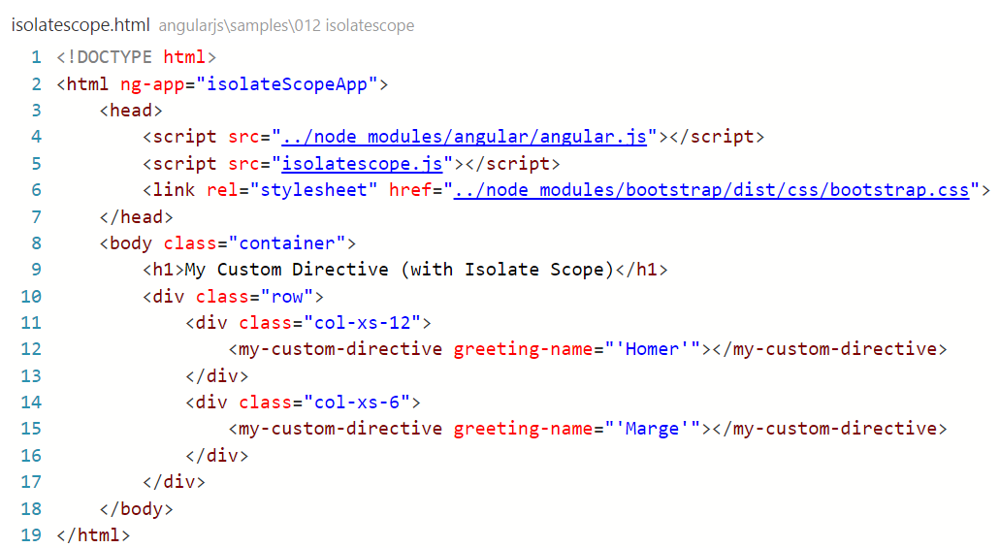 isolatescope.html angularjs\samples\012 isolatescope
1 <!DOCTYPE html>
2 <html ng-app="isolateScopeApp">
3     <head>
4         <script src="../node_modules/angular/angular.js"></script>
5         <script src="isolatescope.js"></script>
6         <link rel="stylesheet" href="../node_modules/bootstrap/dist/css/bootstrap.css">
7     </head>
8     <body class="container">
9         <h1>My Custom Directive (with Isolate Scope)</h1>
10         <div class="row">
11             <div class="col-xs-12">
12                 <my-custom-directive greeting-name="'Homer'"></my-custom-directive>
13             </div>
14             <div class="col-xs-6">
15                 <my-custom-directive greeting-name="'Marge'"></my-custom-directive>
16             </div>
17         </div>
18     </body>
19 </html>